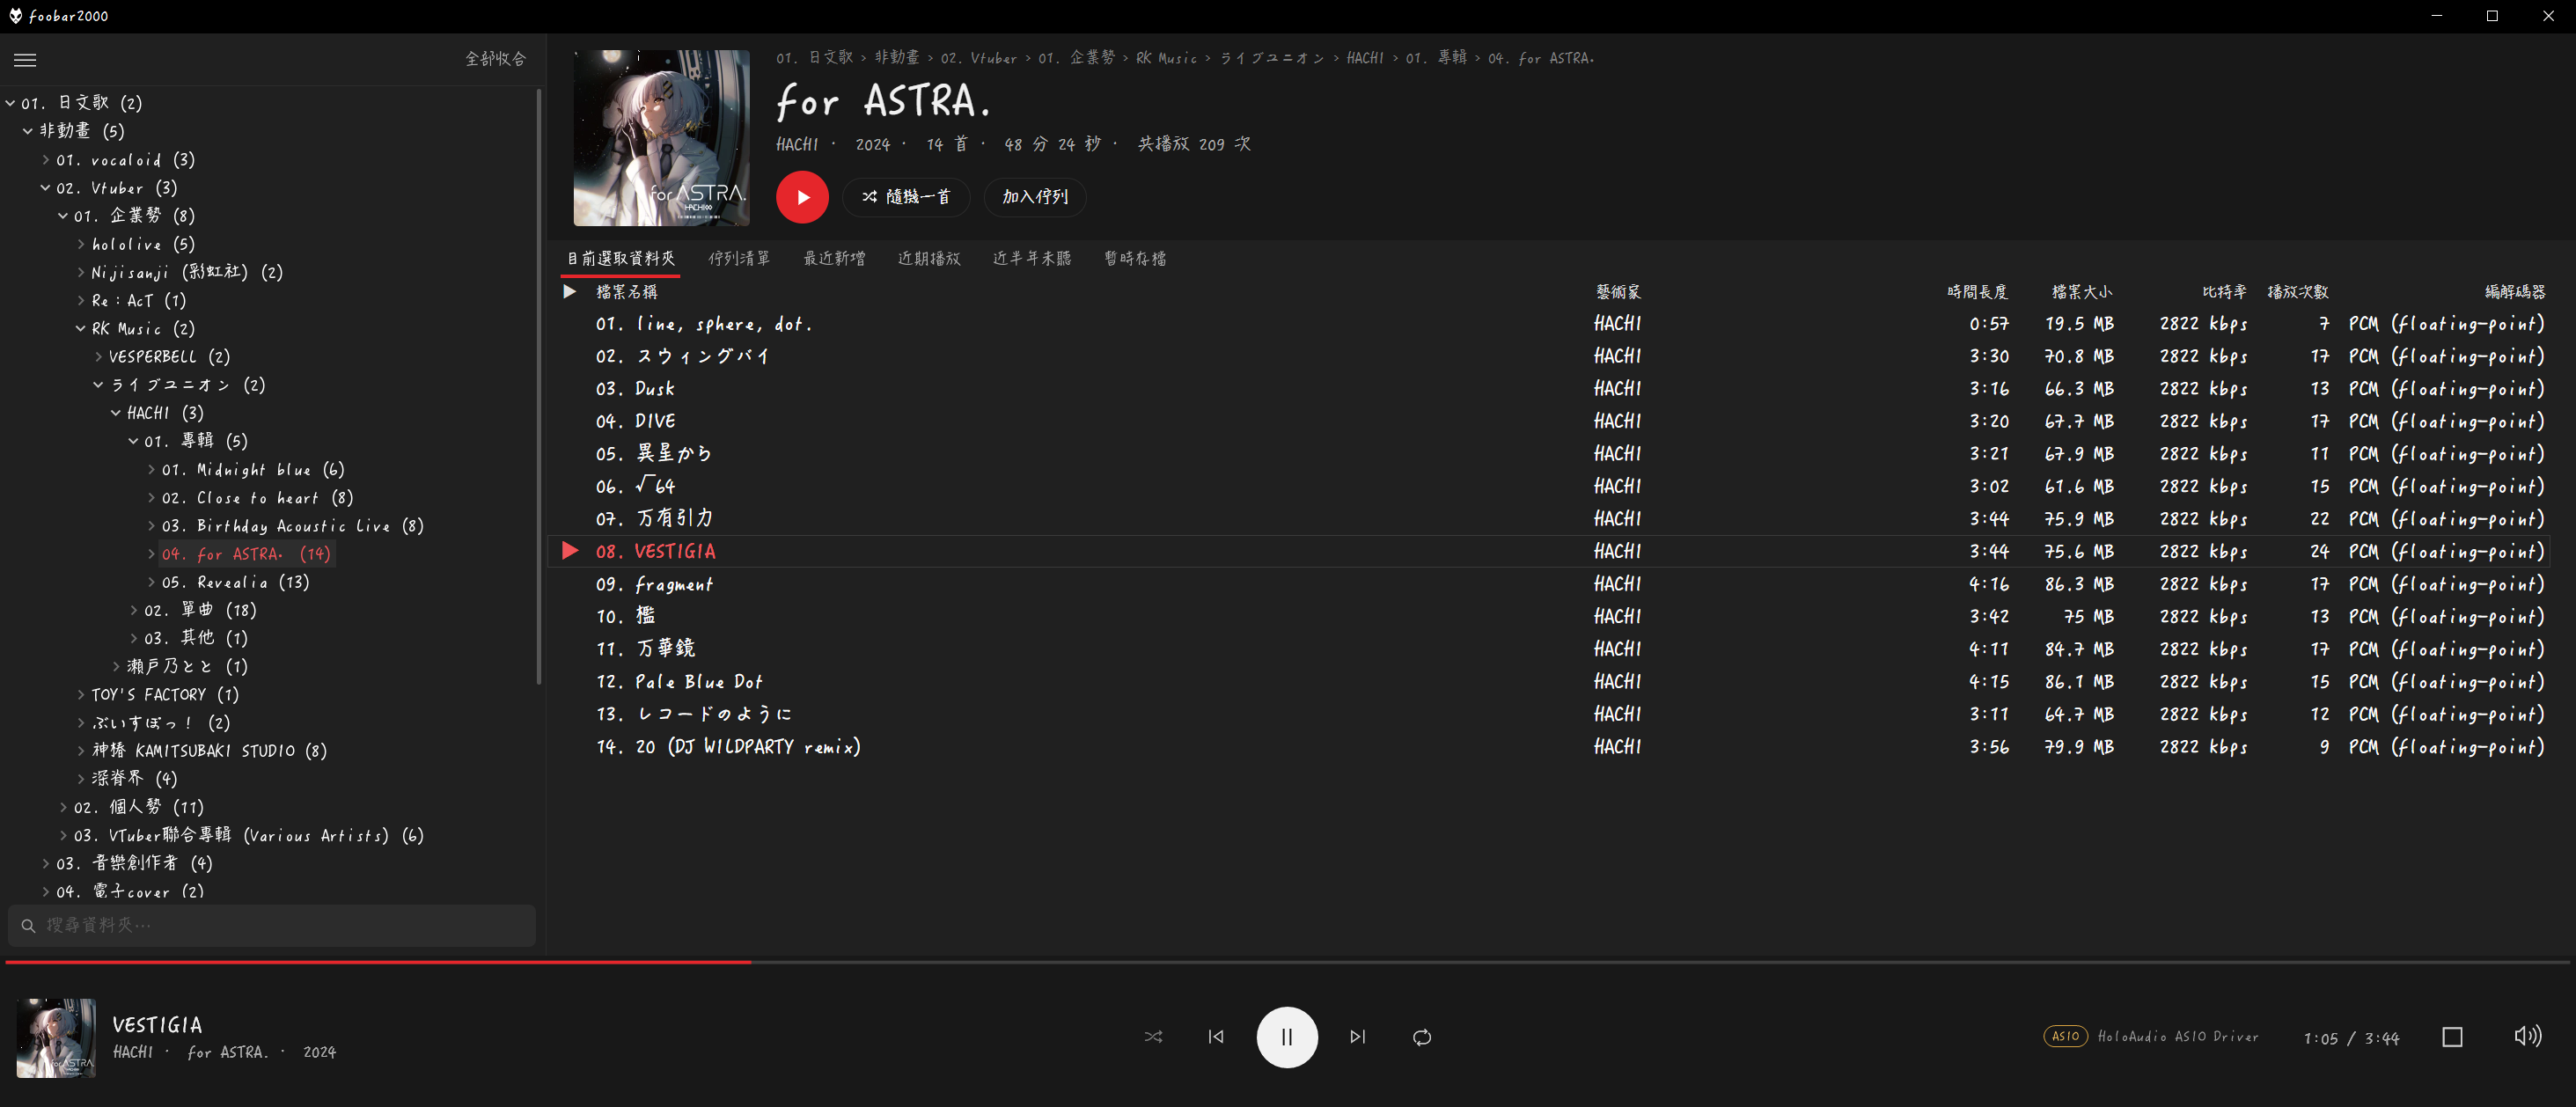 foobar2000
全部收合
01. 日文歌 (2)
非動畫 (5)
01. vocaloid (3)
02. Vtuber (3)
01. 企業勢 (8)
hololive (5)
Nijisanji (彩虹社) (2)
Re：AcT (1)
RK Music (2)
VESPERBELL (2)
ライブユニオン (2)
HACHI (3)
01. 專輯 (5)
01. Midnight blue (6)
02. Close to heart (8)
03. Birthday Acoustic Live (8)
04. for ASTRA. (14)
05. Revealia (13)
02. 單曲 (18)
03. 其他 (1)
瀬戸乃とと (1)
TOY'S FACTORY (1)
ぶいすぽっ！ (2)
神椿 KAMITSUBAKI STUDIO (8)
深脊界 (4)
02. 個人勢 (11)
03. VTuber聯合專輯 (Various Artists) (6)
03. 音樂創作者 (4)
04. 電子cover (2)
搜尋資料夾…
for ASTRA.
HACHI
01. 日文歌 > 非動畫 > 02. Vtuber > 01. 企業勢 > RK Music > ライブユニオン > HACHI > 01. 專輯 > 04. for ASTRA.
for ASTRA.
HACHI · 2024 · 14 首 · 48 分 24 秒 · 共播放 209 次
隨機一首 加入佇列
目前選取資料夾 佇列清單 最近新增 近期播放 近半年未聽 暫時存檔
檔案名稱 藝術家 時間長度 檔案大小 比特率 播放次數 編解碼器
01. line, sphere, dot. HACHI 0:57 19.5 MB 2822 kbps 7 PCM (floating-point)
02. スウィングバイ HACHI 3:30 70.8 MB 2822 kbps 17 PCM (floating-point)
03. Dusk HACHI 3:16 66.3 MB 2822 kbps 13 PCM (floating-point)
04. DIVE HACHI 3:20 67.7 MB 2822 kbps 17 PCM (floating-point)
05. 異星から HACHI 3:21 67.9 MB 2822 kbps 11 PCM (floating-point)
06. √64 HACHI 3:02 61.6 MB 2822 kbps 15 PCM (floating-point)
07. 万有引力 HACHI 3:44 75.9 MB 2822 kbps 22 PCM (floating-point)
08. VESTIGIA HACHI 3:44 75.6 MB 2822 kbps 24 PCM (floating-point)
09. fragment HACHI 4:16 86.3 MB 2822 kbps 17 PCM (floating-point)
10. 檻 HACHI 3:42 75 MB 2822 kbps 13 PCM (floating-point)
11. 万華鏡 HACHI 4:11 84.7 MB 2822 kbps 17 PCM (floating-point)
12. Pale Blue Dot HACHI 4:15 86.1 MB 2822 kbps 15 PCM (floating-point)
13. レコードのように HACHI 3:11 64.7 MB 2822 kbps 12 PCM (floating-point)
14. 20 (DJ WILDPARTY remix) HACHI 3:56 79.9 MB 2822 kbps 9 PCM (floating-point)
for ASTRA.
VESTIGIA
HACHI · for ASTRA. · 2024
ASIO HoloAudio ASIO Driver 1:05 / 3:44